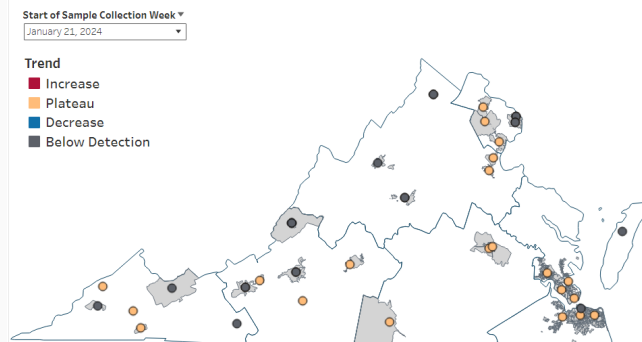 Start of Sample Collection Week
January 21, 2024
Trend
Increase
Plateau
Decrease
Below Detection